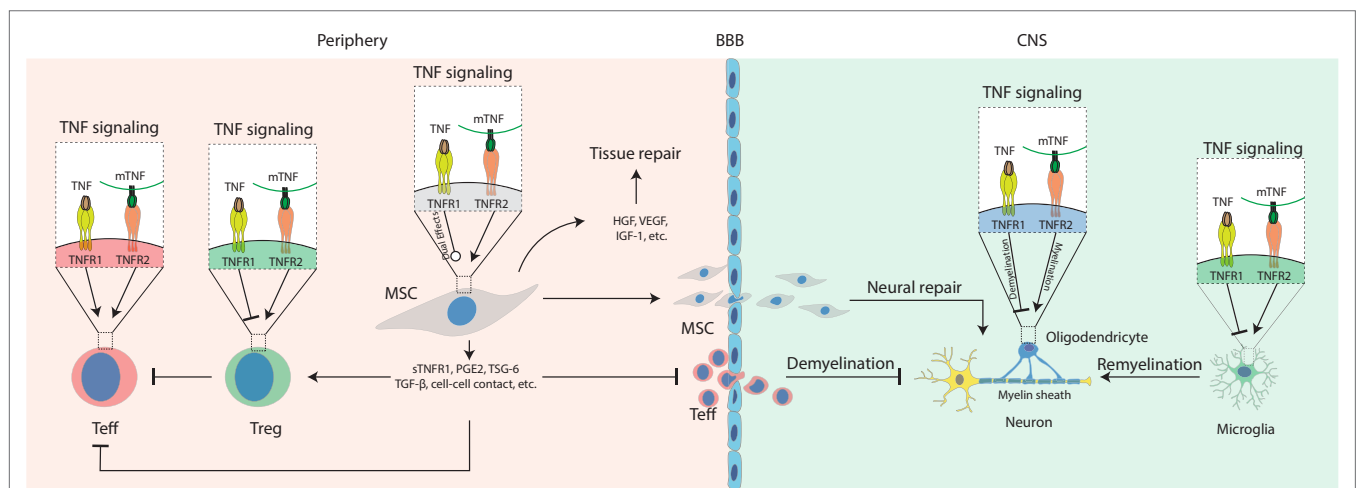 Periphery
BBB
CNS
TNF signaling
TNF
mTNF
TNFR1
TNFR2
Teff
TNF signaling
TNF
mTNF
TNFR1
TNFR2
Treg
TNF signaling
TNF
mTNF
TNFR1
TNFR2
Dual Effects
MSC
Tissue repair
HGF, VEGF,
IGF-1, etc.
sTNFR1, PGE2, TSG-6
TGF-β, cell-cell contact, etc.
MSC
Teff
Neural repair
Demyelination
TNF signaling
TNF
mTNF
TNFR1
TNFR2
Demyelination
Myelination
Oligodendricyte
Myelin sheath
Neuron
Remyelination
TNF signaling
TNF
mTNF
TNFR1
TNFR2
Microglia